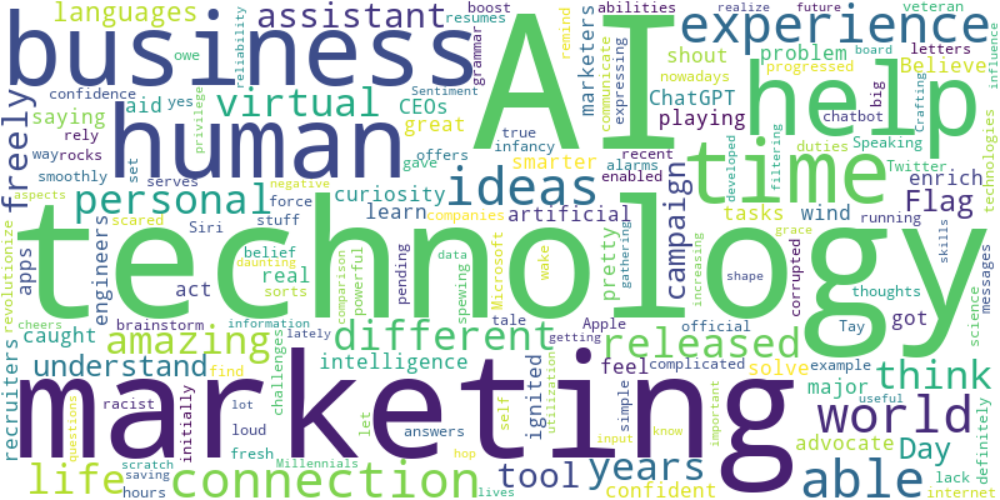 languages
assistant
boost
resumes
abilities
realize
future
veteran
business
AI
experience
owe
reliability
grammar
remind
marketers
communicate
expressing
shout
problem
board
letters
influence
nowadays
progressed
Believe
confidence
aid
yes
virtual
CEOs
Sentiment
ChatGPT
help
big
Crafting
saying
privilege
great
playing
chatbot
freely
human
rely
true
infancy
time
duties
Speaking
technologies
way
rocks
set
gave
offers
smarter
recent
alarms
enabled
developed
filtering
Twitter
smoothly
serves
ideas
enrich
aspects
personal
negative
force
curiosity
campaign
Flag
revolutionize
scared
Siri
stuff
learn
companies
artificial
tasks
wind
running
apps
engineers
technology
belief
daunting
real
sorts
comparison
powerful
pending
data
spewing
Microsoft
wake
pretty
gathering
increasing
shape
grace
corrupted
thoughts
skills
messages
act
cheers
brainstorm
information
lately
tale
Apple
getting
official
Tay
got
science
caught
amazing
different
released
recruiters
understand
find
challenges
intelligence
ignited
utilization
feel
complicated
solve
example
major
useful
think
marketing
questions
racist
initially
lot
loud
let
answers
self
simple
input
important
know
world
definitely
fresh
hop
advocate
Day
lack
life
scratch
saving
hours
Millennials
connection
lives
tool
years
confident
able
internet